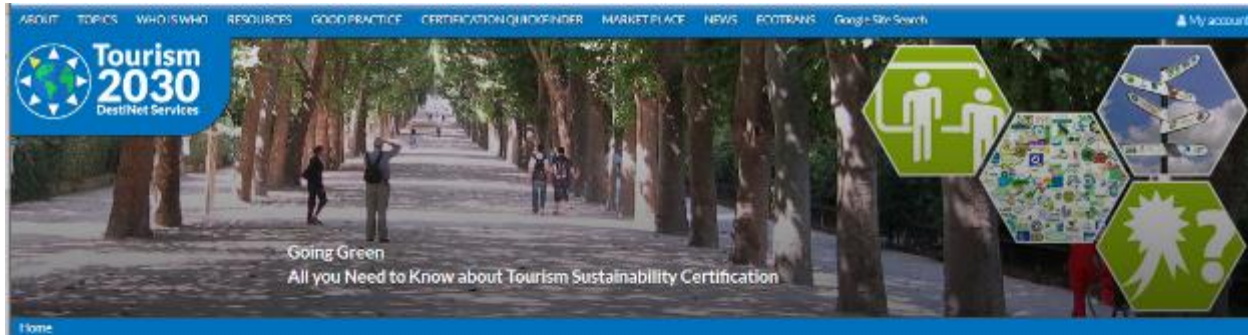 ABOUT TOPICS WHO IS WHO RESOURCES GOOD PRACTICE CERTIFICATION QUICKFINDER MARKET PLACE NEWS ECOTRANS Google Site Search My account
Tourism
2030
DestiNet Services
?
Going Green
All you Need to Know about Tourism Sustainability Certification
Home